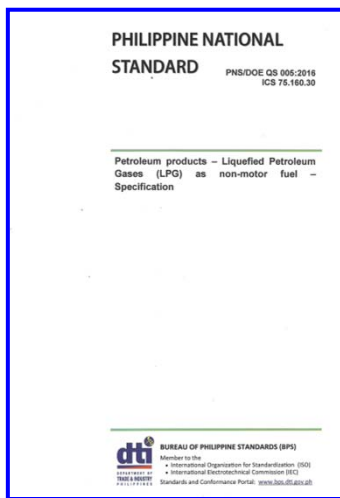 PHILIPPINE NATIONAL
STANDARD
PNS/DOE QS 005:2016
ICS 75.160.30
Petroleum products – Liquefied Petroleum
Gases (LPG) as non-motor fuel –
Specification
dti
DEPARTMENT OF
TRADE & INDUSTRY
PHILIPPINES
BUREAU OF PHILIPPINE STANDARDS (BPS)
Member to the
• International Organization for Standardization (ISO)
• International Electrotechnical Commission (IEC)
Standards and Conformance Portal: www.bps.dti.gov.ph